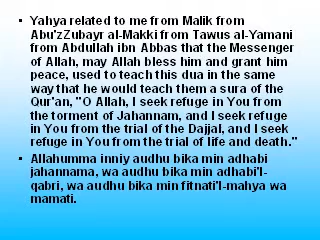 • Yahya related to me from Malik from
Abu'zZubayr al-Makki from Tawus al-Yamani
from Abdullah ibn Abbas that the Messenger
of Allah, may Allah bless him and grant him
peace, used to teach this dua in the same
way that he would teach them a sura of the
Qur'an, "O Allah, I seek refuge in You from
the torment of Jahannam, and I seek refuge
in You from the trial of the Dajjal, and I seek
refuge in You from the trial of life and death."
• Allahumma inniy audhu bika min adhabi
jahannama, wa audhu bika min adhabi'l-
qabri, wa audhu bika min fitnati'l-mahya wa
mamati.